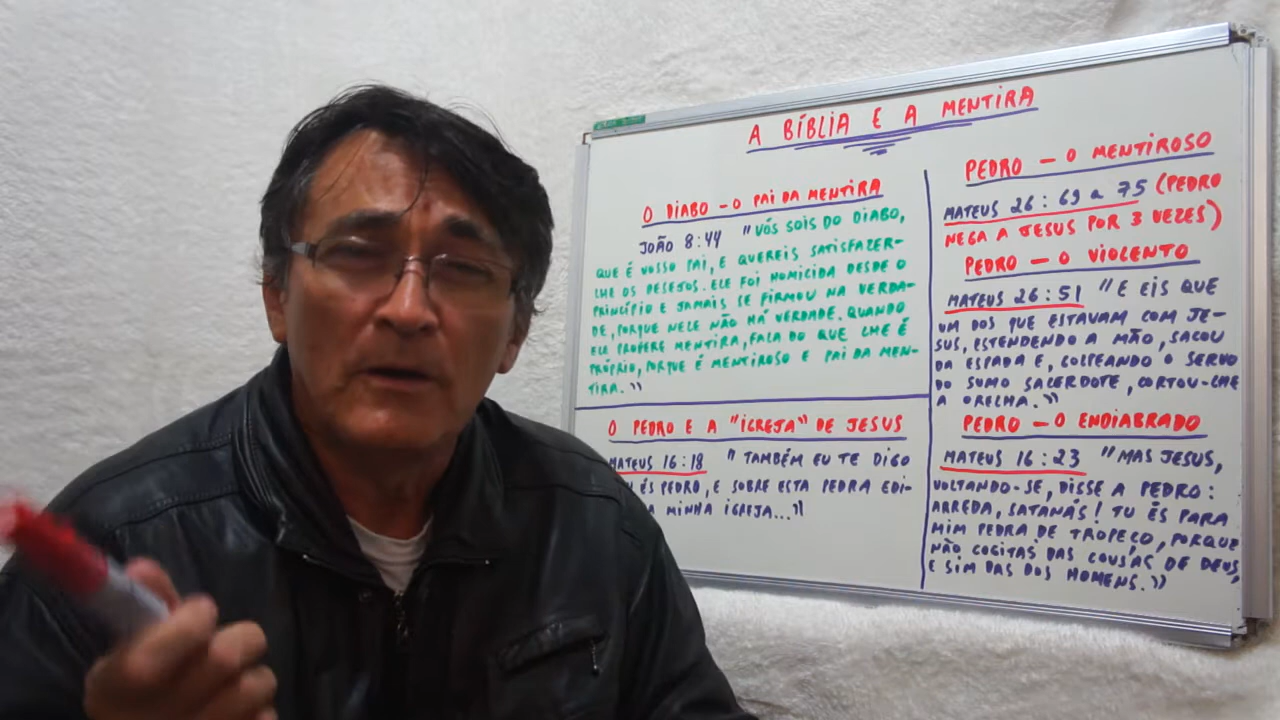 A BÍBLIA E A MENTIRA
O DIABO - O PAI DA MENTIRA
JOÃO 8:44 "VÓS SOIS DO DIABO,
QUE É VOSSO PAI, E QUEREIS SATISFAZER-
LHE OS DESEJOS. ELE FOI HOMICIDA DESDE O
PRINCÍPIO E JAMAIS SE FIRMOU NA VERDA-
DE, PORQUE NELE NÃO HÁ VERDADE. QUANDO
ELE PROFERE MENTIRA, FALA DO QUE LHE É
PRÓPRIO, PORQUE É MENTIROSO E PAI DA MEN-
TIRA."
O PEDRO E A "IGREJA" DE JESUS
MATEUS 16:18 "TAMBÉM EU TE DIGO
ÉS PEDRO, E SOBRE ESTA PEDRA EDI-
A MINHA IGREJA..."
PEDRO - O MENTIROSO
MATEUS 26:69 a 75 (PEDRO
NEGA A JESUS POR 3 VEZES)
PEDRO - O VIOLENTO
MATEUS 26:51 "E EIS QUE
UM DOS QUE ESTAVAM COM JE-
SUS, ESTENDENDO A MÃO, SACOU
DA ESPADA E, GOLPEANDO O SERVO
DO SUMO SACERDOTE, CORTOU-LHE
A ORELHA."
PEDRO - O ENDIABRADO
MATEUS 16:23 "MAS JESUS,
VOLTANDO-SE, DISSE A PEDRO:
ARREDA, SATANÁS! TU ÉS PARA
MIM PEDRA DE TROPEÇO, PORQUE
NÃO COGITAS DAS COUSAS DE DEUS,
E SIM DAS DOS HOMENS."